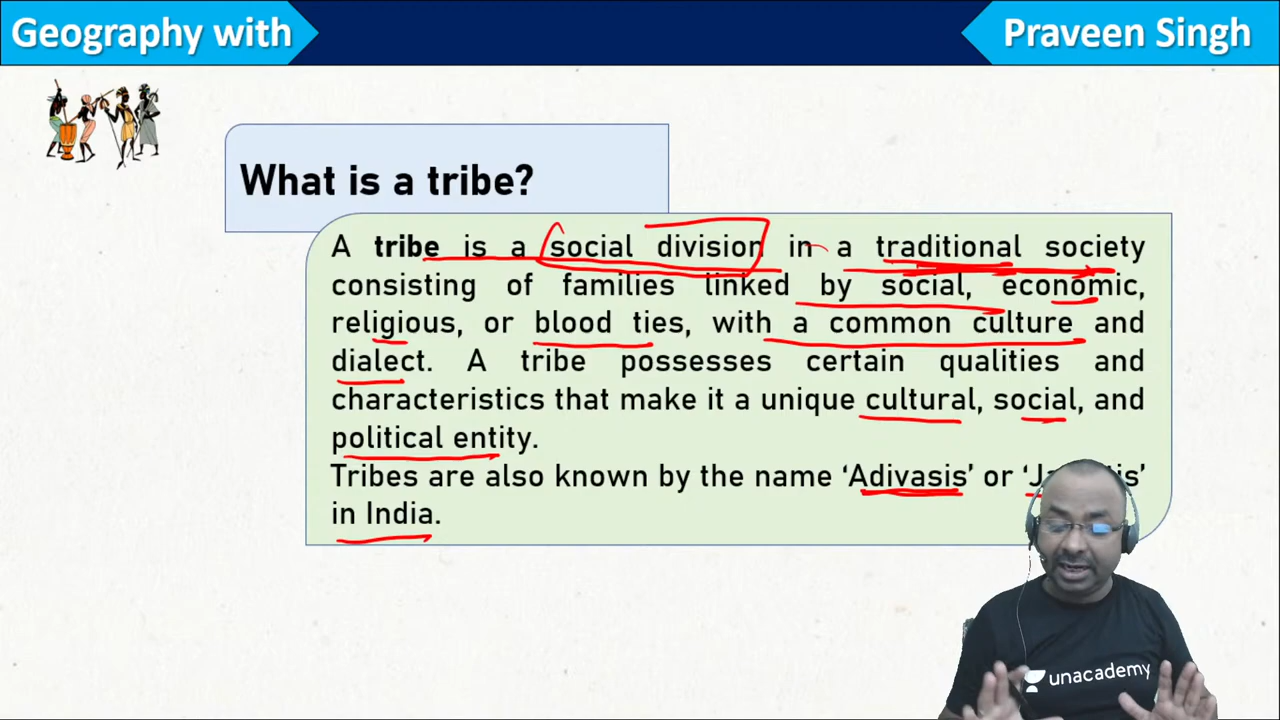 Geography with
Praveen Singh
What is a tribe?
A tribe is a social division in a traditional society
consisting of families linked by social, economic,
religious, or blood ties, with a common culture and
dialect. A tribe possesses certain qualities and
characteristics that make it a unique cultural, social, and
political entity.
Tribes are also known by the name ‘Adivasis’ or
in India.
unacademy